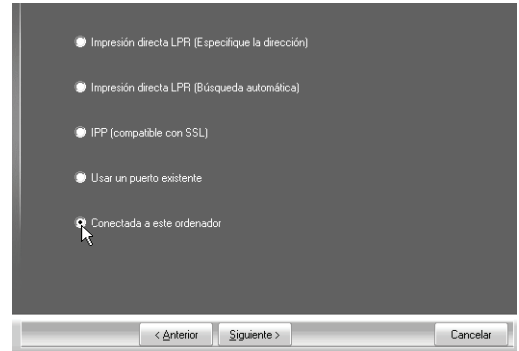 Impresión directa LPR (Especifique la dirección)
Impresión directa LPR (Búsqueda automática)
IPP (compatible con SSL)
Usar un puerto existente
Conectada a este ordenador
< Anterior Siguiente > Cancelar